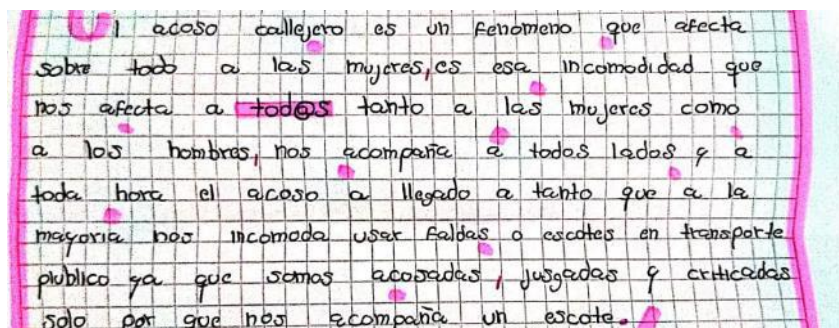 El acoso callejero es un fenomeno que afecta
sobre todo a las mujeres, es esa incomodidad que
nos afecta a tod@s tanto a las mujeres como
a los hombres, nos acompaña a todos lados y a
toda hora el acoso a llegado a tanto que a la
mayoria nos incomoda usar faldas o escotes en transporte
plublico ya que somos acosadas, jusgadas y criticadas
solo por que nos acompaña un escote.